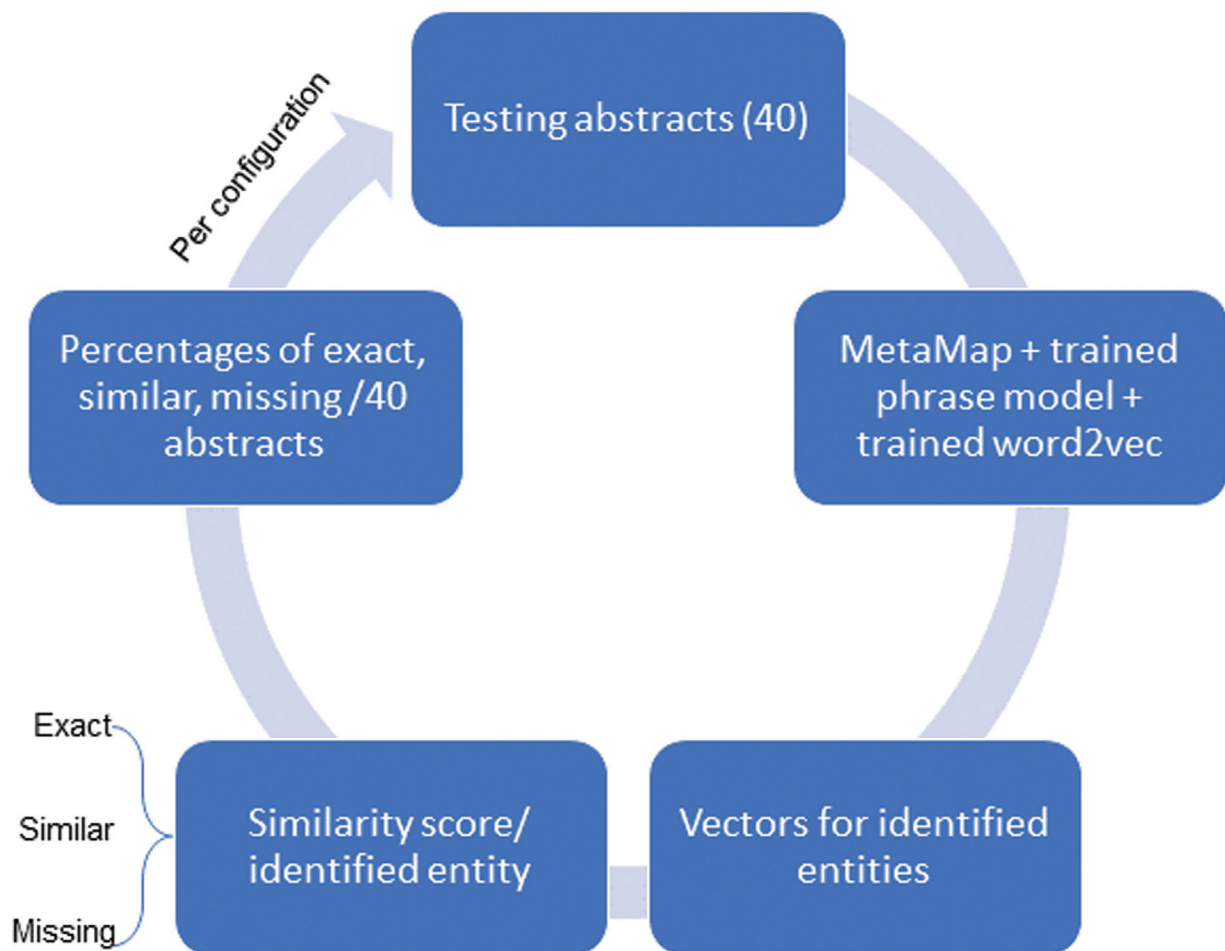 Testing abstracts (40)
Per configuration
MetaMap + trained
phrase model +
trained word2vec
Percentages of exact,
similar, missing /40
abstracts
Vectors for identified
entities
Similarity score/
identified entity
Exact
Similar
Missing